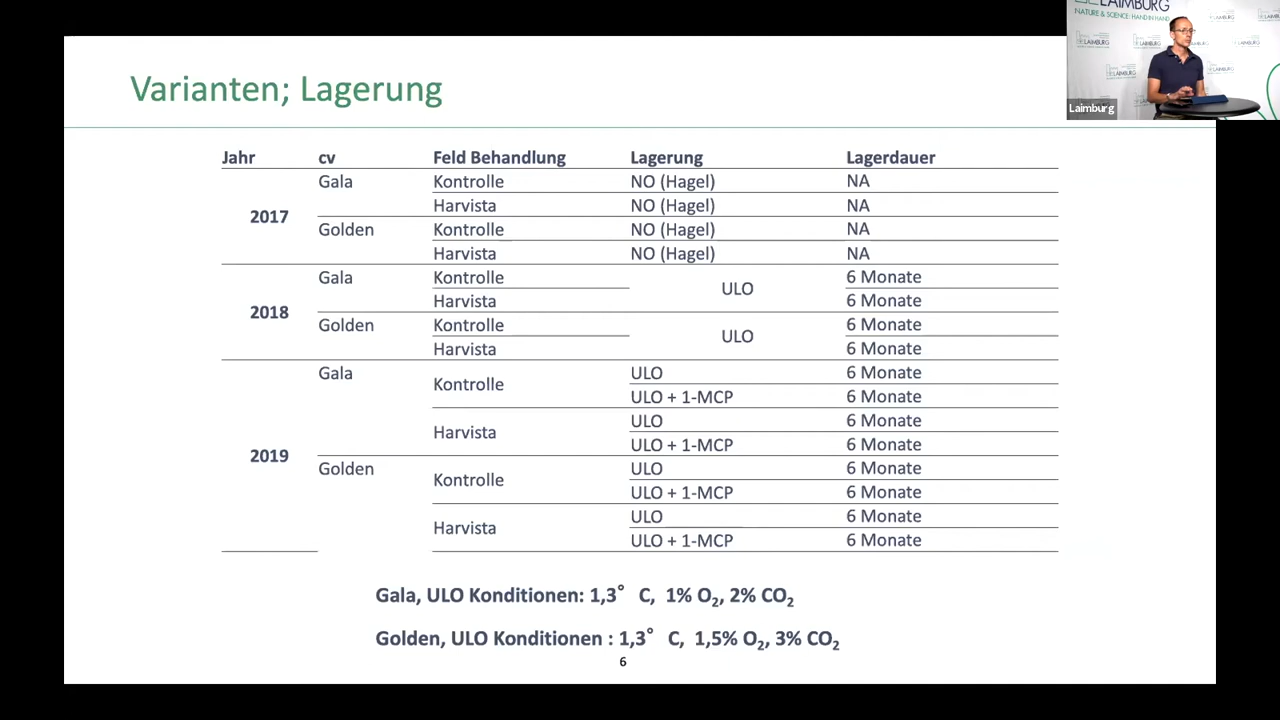 LAIMBURG
NATURE & SCIENCE: HAND IN HAND
LAIMBURG
LAIMBURG
LAIMBURG
LAIMBURG
Laimburg
Varianten; Lagerung
Jahr cv Feld Behandlung Lagerung Lagerdauer
2017 Gala Kontrolle NO (Hagel) NA
Harvista NO (Hagel) NA
Golden Kontrolle NO (Hagel) NA
Harvista NO (Hagel) NA
2018 Gala Kontrolle ULO 6 Monate
Harvista 6 Monate
Golden Kontrolle ULO 6 Monate
Harvista 6 Monate
2019 Gala Kontrolle ULO 6 Monate
ULO + 1-MCP 6 Monate
Harvista ULO 6 Monate
ULO + 1-MCP 6 Monate
Golden Kontrolle ULO 6 Monate
ULO + 1-MCP 6 Monate
Harvista ULO 6 Monate
ULO + 1-MCP 6 Monate
Gala, ULO Konditionen: 1,3° C, 1% O₂, 2% CO₂
Golden, ULO Konditionen : 1,3° C, 1,5% O₂, 3% CO₂
6